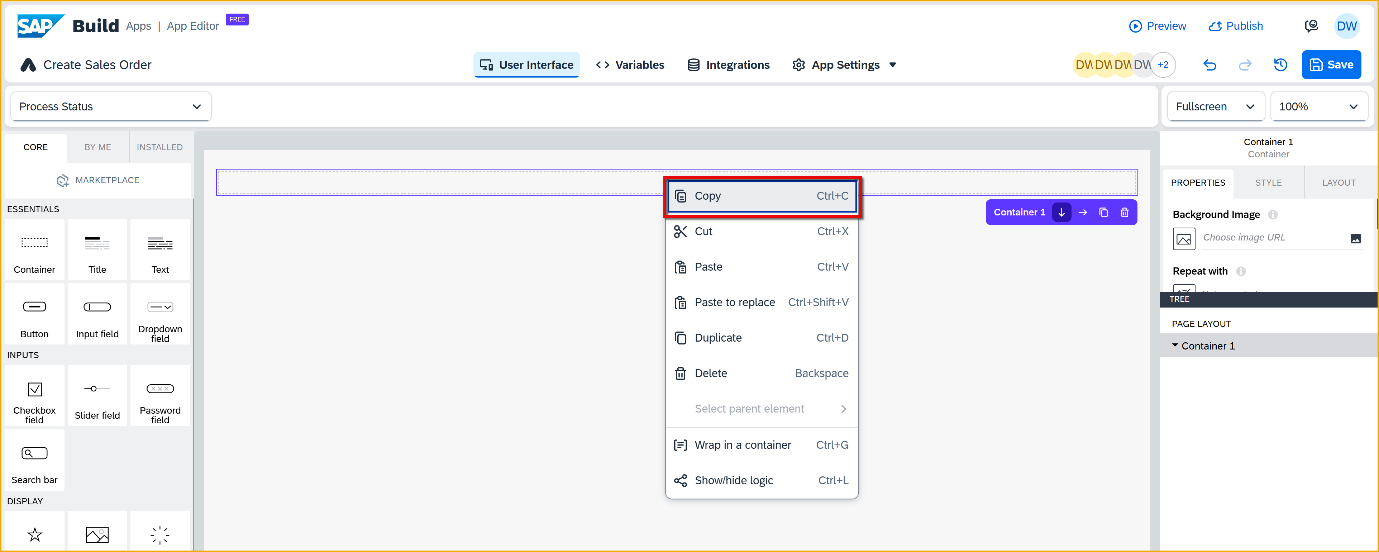 SAP Build Apps | App Editor FREE
Preview Publish DW
Create Sales Order
User Interface Variables Integrations App Settings
DW DW DW DW +2
Save
Process Status
Fullscreen 100%
CORE BY ME INSTALLED
MARKETPLACE
ESSENTIALS
Container Title Text
Button Input field Dropdown field
INPUTS
Checkbox field Slider field Password field
Search bar
DISPLAY
Copy Ctrl+C
Cut Ctrl+X
Paste Ctrl+V
Paste to replace Ctrl+Shift+V
Duplicate Ctrl+D
Delete Backspace
Select parent element
Wrap in a container Ctrl+G
Show/hide logic Ctrl+L
Container 1
Container 1
Container
PROPERTIES STYLE LAYOUT
Background Image
Choose image URL
Repeat with
TREE
PAGE LAYOUT
Container 1